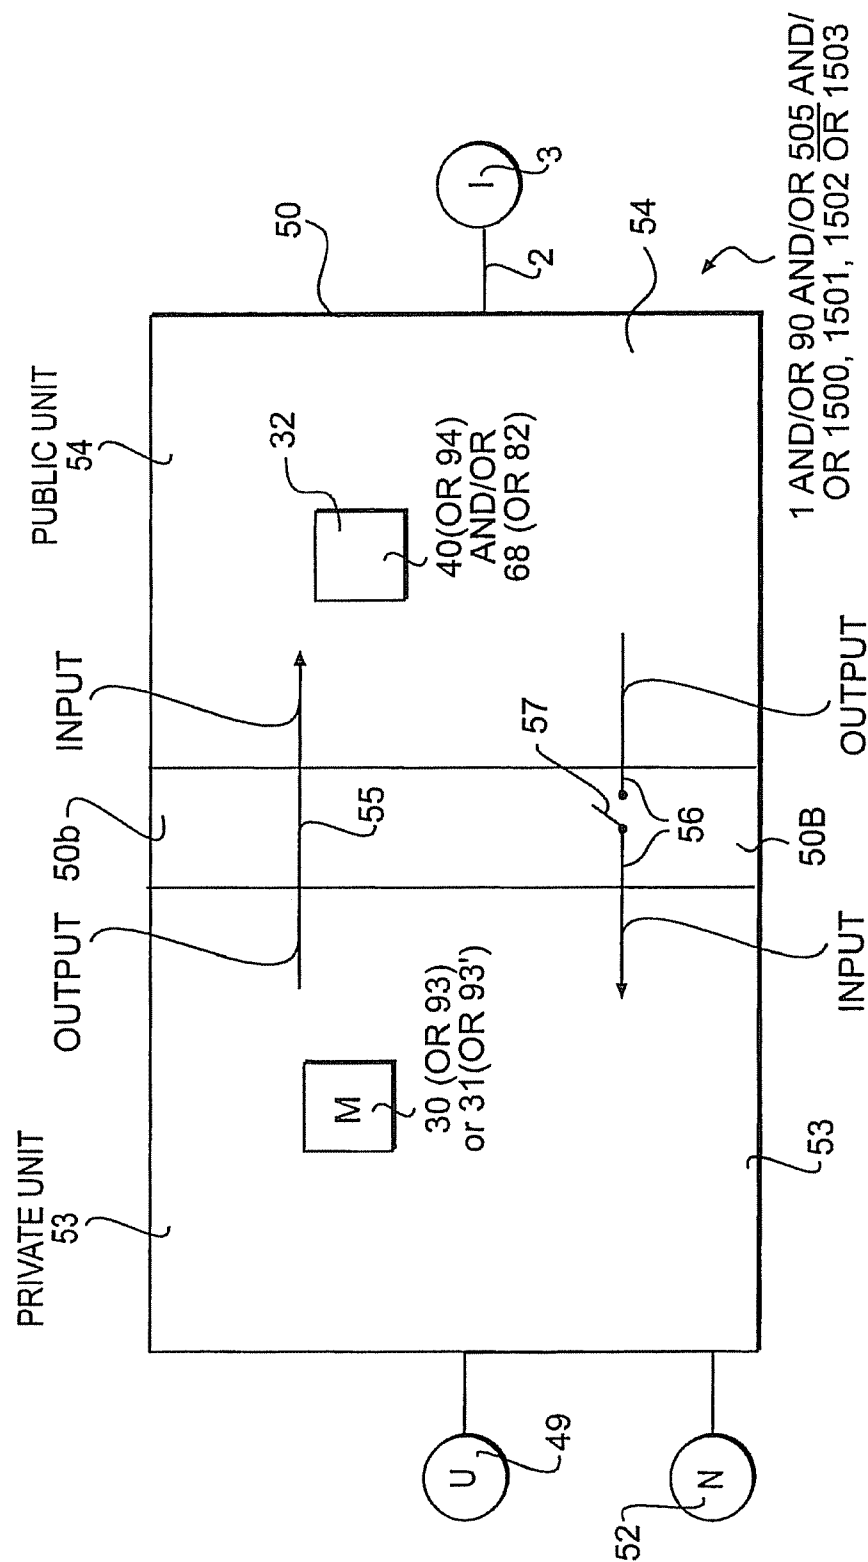 PRIVATE UNIT
53
OUTPUT
50b
INPUT
PUBLIC UNIT
54
50
U
49
N
52
M
30 (OR 93)
or 31(OR 93')
55
32
40(OR 94)
AND/OR
68 (OR 82)
I
3
2
57
56
54
53
INPUT
50B
OUTPUT
1 AND/OR 90 AND/OR 505 AND/
OR 1500, 1501, 1502 OR 1503